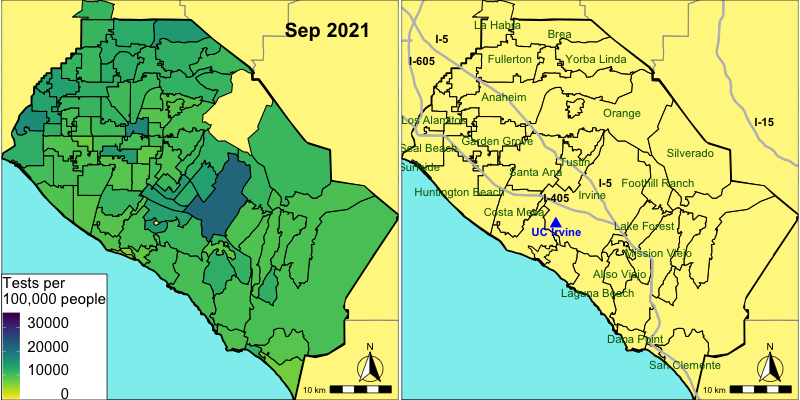 Sep 2021
Tests per
100,000 people
30000
20000
10000
0
N
10 km
La Habra
Brea
I-5
I-605
Fullerton
Yorba Linda
Anaheim
Orange
I-15
Los Alamitos
Garden Grove
Seal Beach
Silverado
Tustin
Sunside
Santa Ana
I-5
Foothill Ranch
Huntington Beach
I-405
Irvine
Costa Mesa
UC Irvine
Lake Forest
Mission Viejo
Aliso Viejo
Laguna Beach
Dana Point
San Clemente
N
10 km